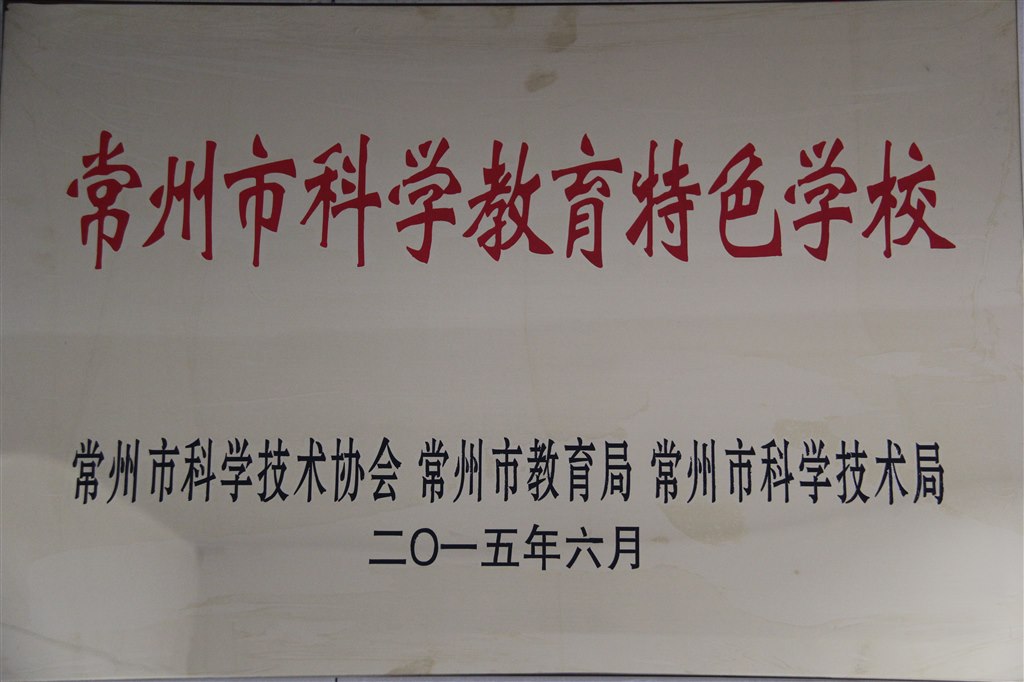 常州市科学教育特色学校
常州市科学技术协会 常州市教育局 常州市科学技术局
二〇一五年六月